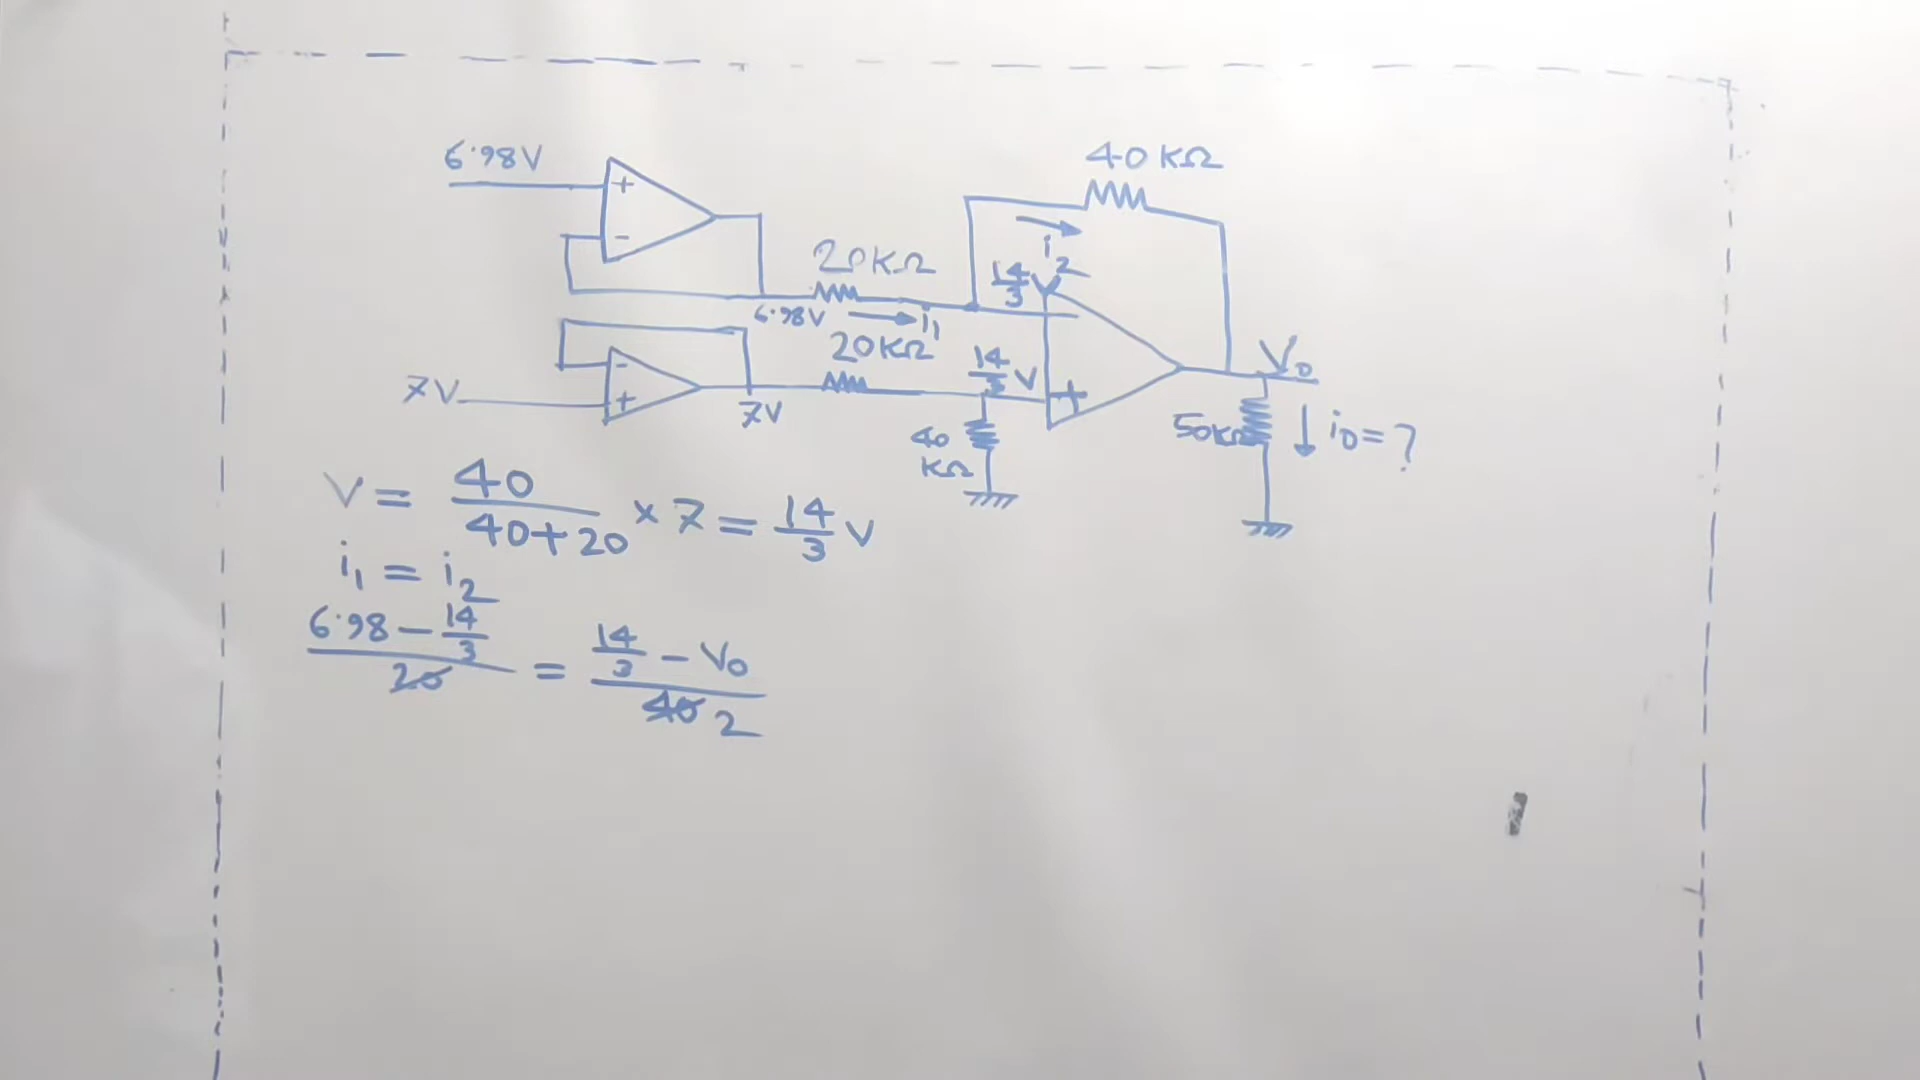 6.98V
40 KΩ
+
-
i2
20KΩ
14/3 V
6.98V
i1
20KΩ
-
+
7V
7V
14/3 V
+
Vo
40
KΩ
50KΩ
io = ?
V = 40/(40+20) × 7 = 14/3 V
i1 = i2
(6.98 - 14/3)/20 = (14/3 - Vo)/40 2